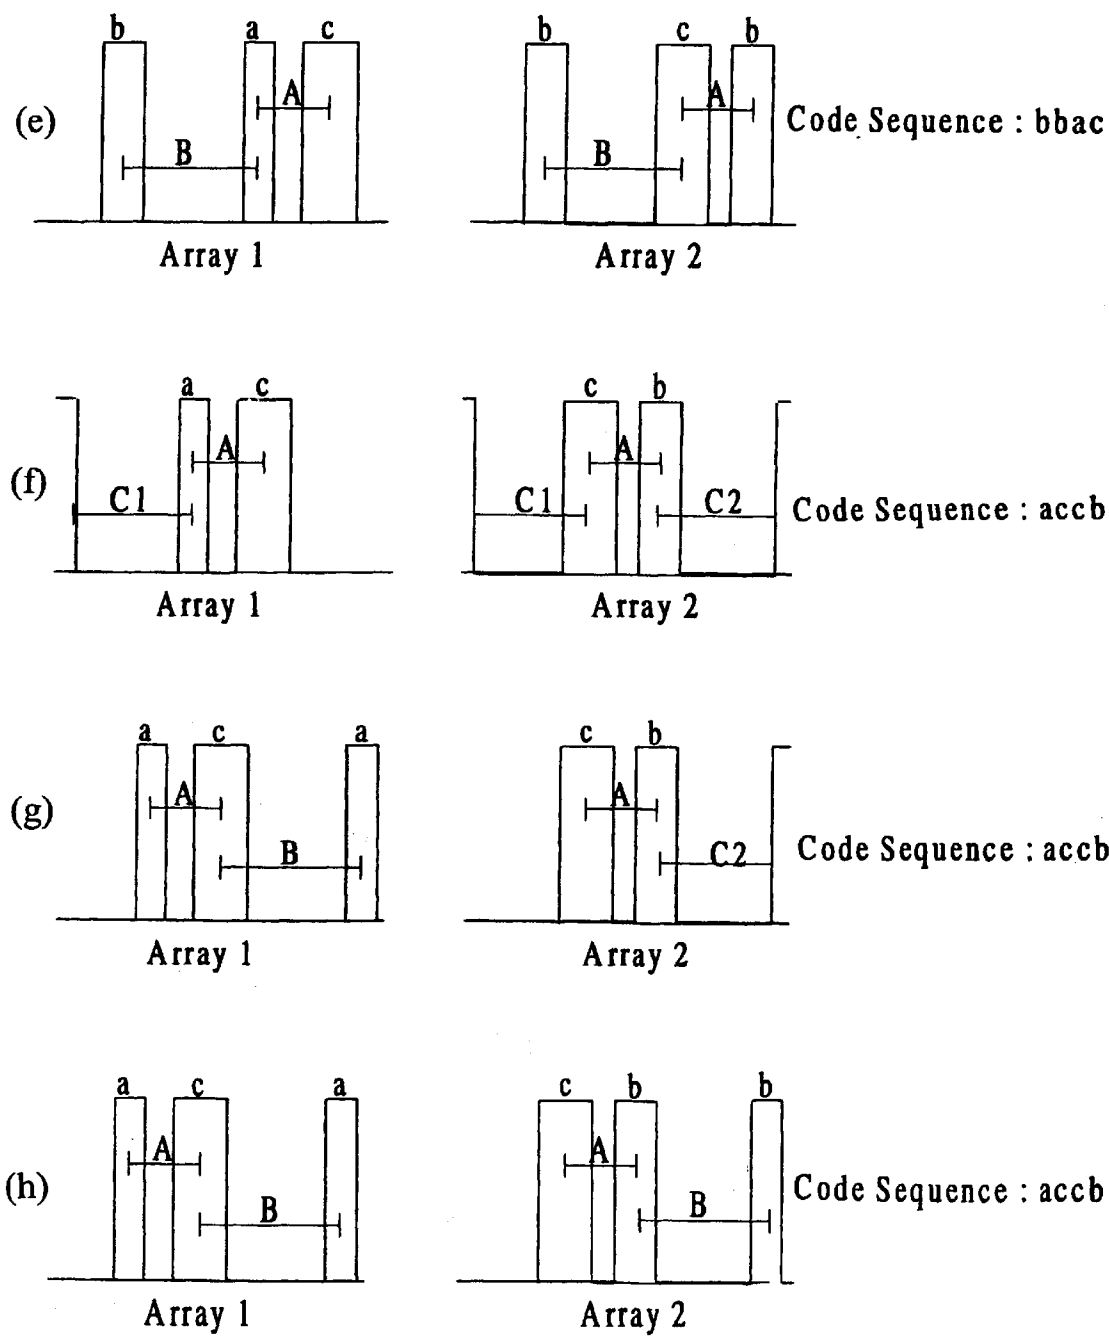 b a c b c b
A A
(e) Code Sequence : bbac
B B
Array 1 Array 2
a c c b
A A
(f) C1 C1 C2 Code Sequence : accb
Array 1 Array 2
a c a c b
A A
(g) Code Sequence : accb
B C2
Array 1 Array 2
a c a c b b
A A
(h) Code Sequence : accb
B B
Array 1 Array 2